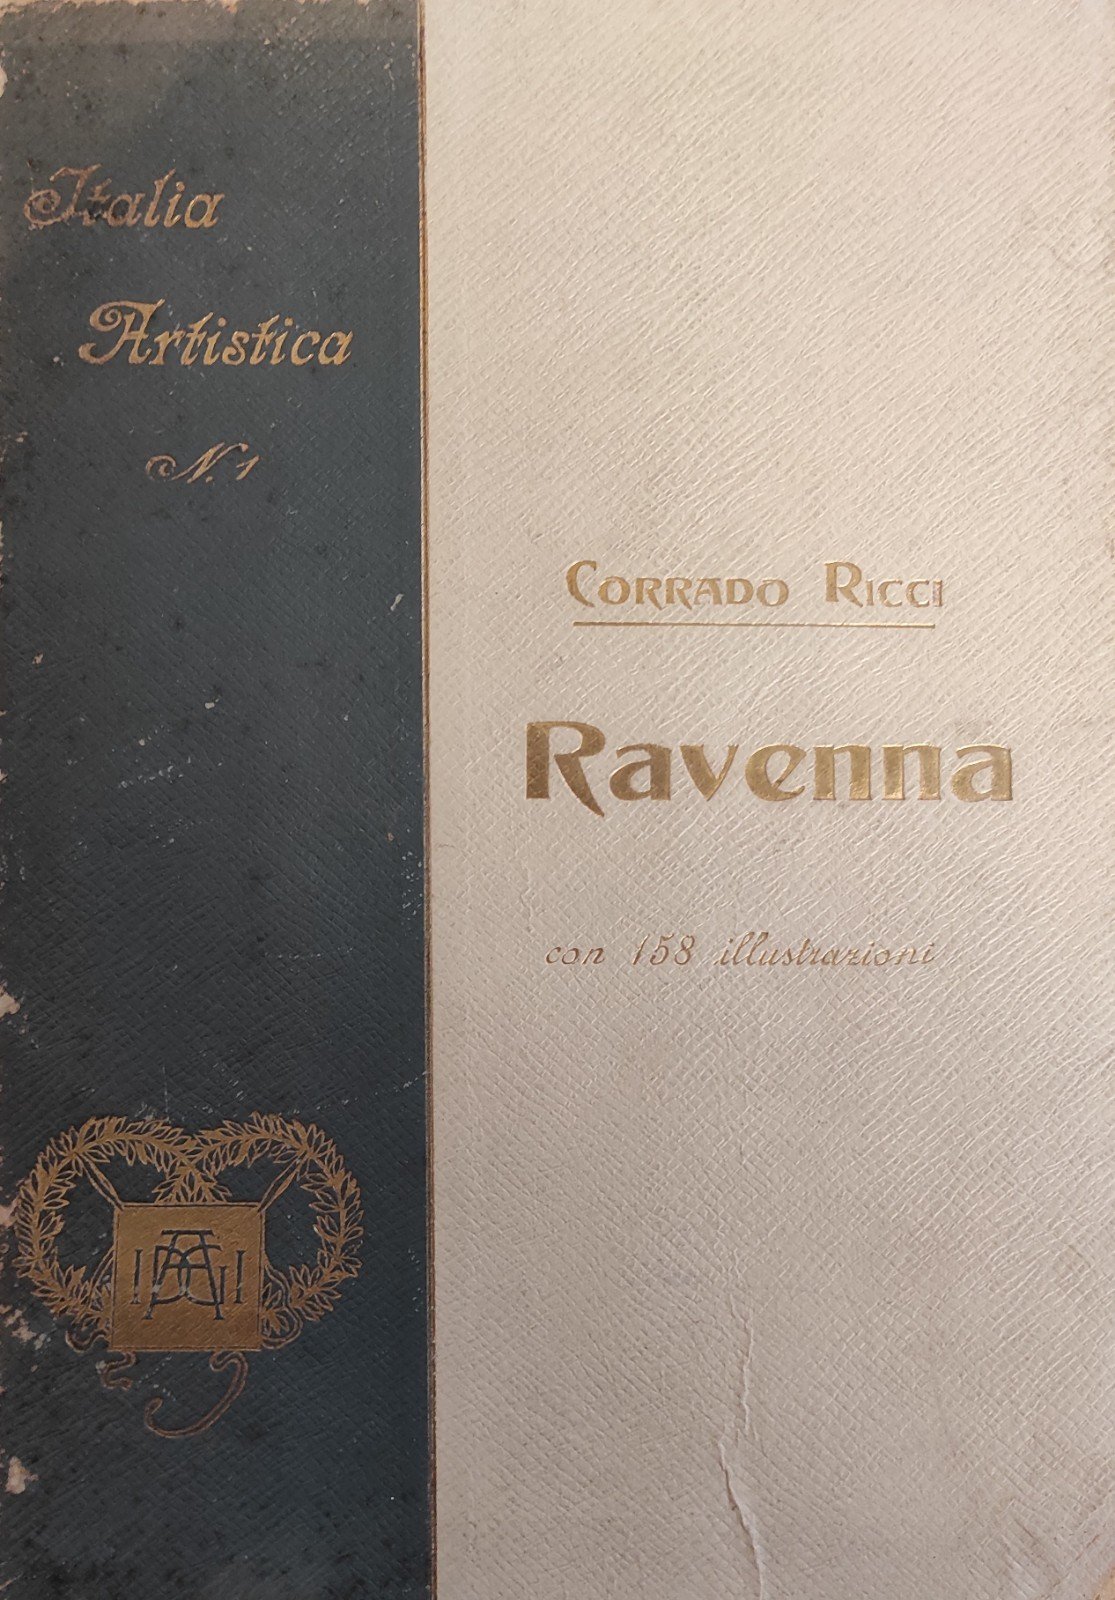 Italia
Artistica
N. 1
CORRADO RICCI
Ravenna
con 158 illustrazioni